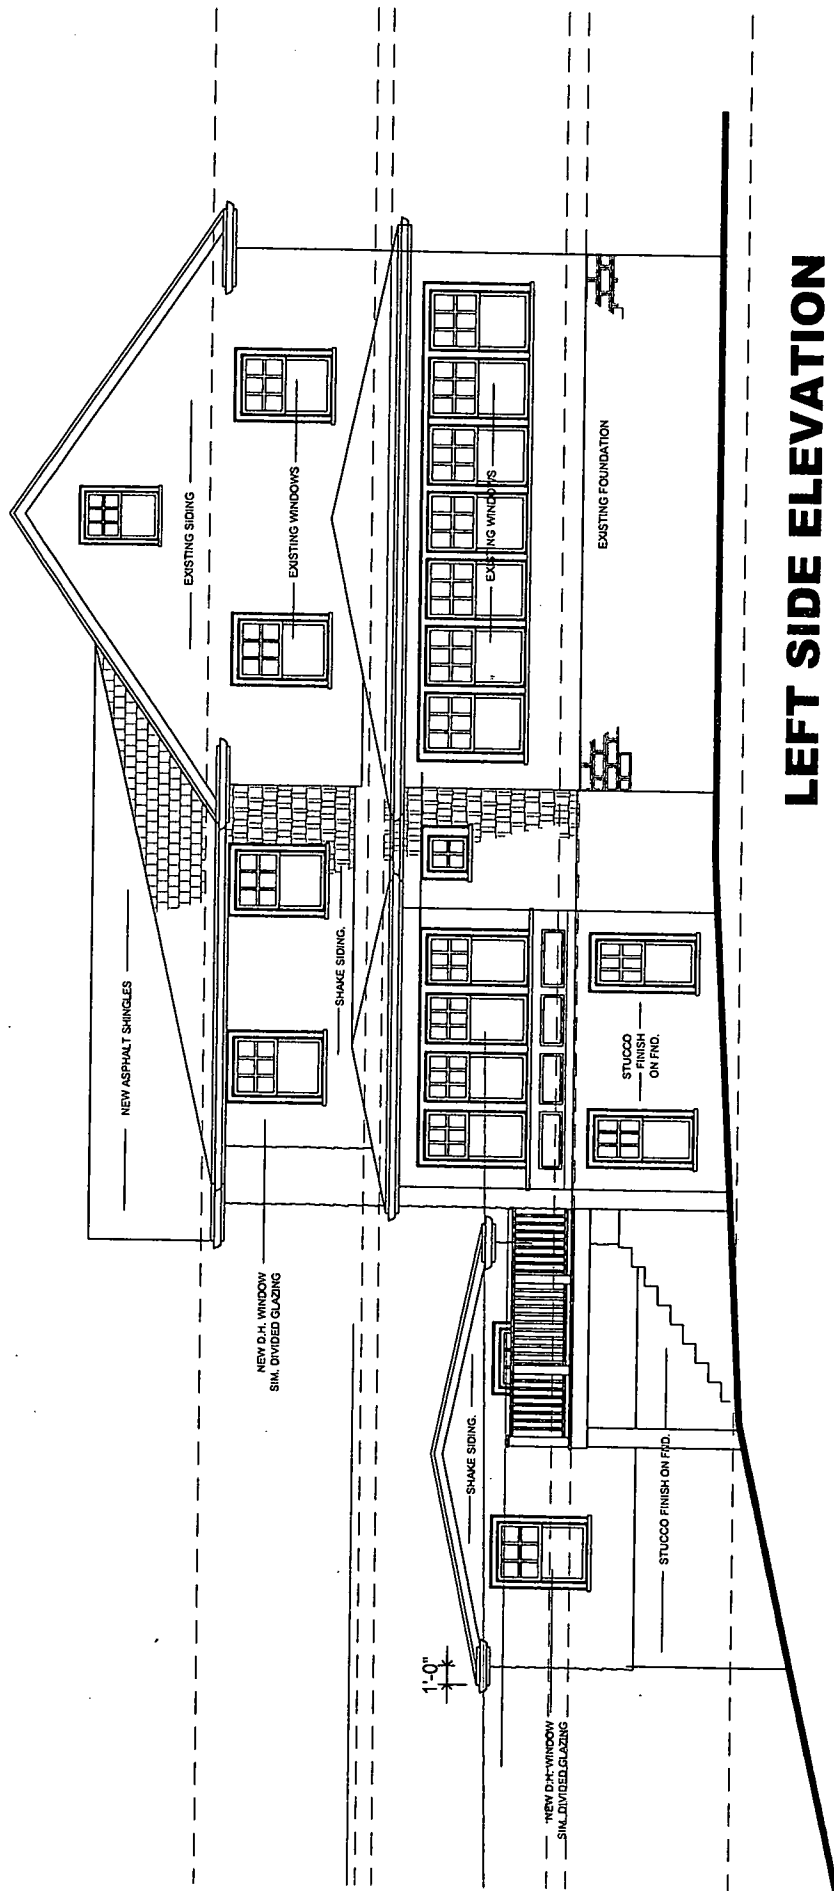 NEW ASPHALT SHINGLES
EXISTING SIDING
NEW D.H. WINDOW
SIM. DIVIDED GLAZING
EXISTING WINDOWS
SHAKE SIDING.
1'-0"
SHAKE SIDING.
EXISTING WINDOWS
NEW D.H. WINDOW
SIM. DIVIDED GLAZING
STUCCO FINISH ON FND.
STUCCO
FINISH
ON FND.
EXISTING FOUNDATION
LEFT SIDE ELEVATION